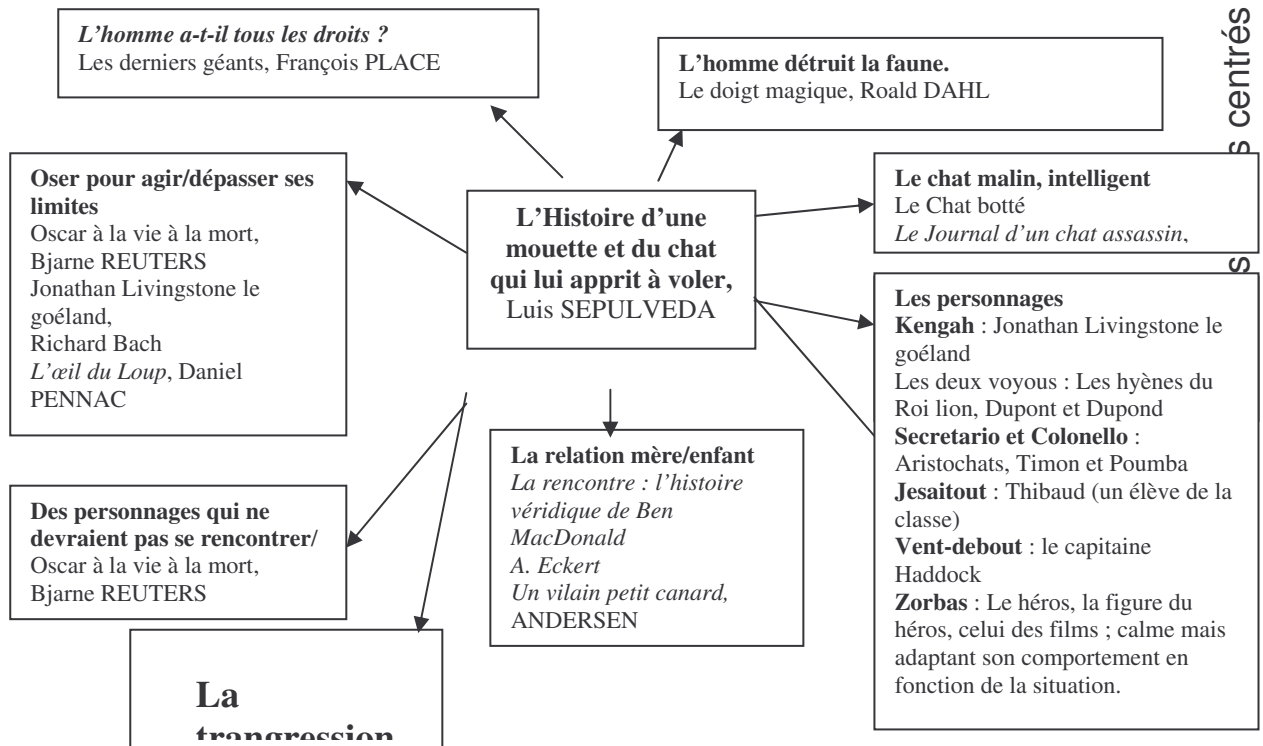 L'homme a-t-il tous les droits ?
Les derniers géants, François PLACE
L'homme détruit la faune.
Le doigt magique, Roald DAHL
centrés
Oser pour agir/dépasser ses
limites
Oscar à la vie à la mort,
Bjarne REUTERS
Jonathan Livingstone le
goéland,
Richard Bach
L'œil du Loup, Daniel
PENNAC
L'Histoire d'une
mouette et du chat
qui lui apprit à voler,
Luis SEPULVEDA
Le chat malin, intelligent
Le Chat botté
Le Journal d'un chat assassin,
Les personnages
Kengah : Jonathan Livingstone le
goéland
Les deux voyous : Les hyènes du
Roi lion, Dupont et Dupond
Secretario et Colonello :
Aristochats, Timon et Poumba
Jesaitout : Thibaud (un élève de la
classe)
Vent-debout : le capitaine
Haddock
Zorbas : Le héros, la figure du
héros, celui des films ; calme mais
adaptant son comportement en
fonction de la situation.
Des personnages qui ne
devraient pas se rencontrer/
Oscar à la vie à la mort,
Bjarne REUTERS
La relation mère/enfant
La rencontre : l'histoire
véridique de Ben
MacDonald
A. Eckert
Un vilain petit canard,
ANDERSEN
La
trangression